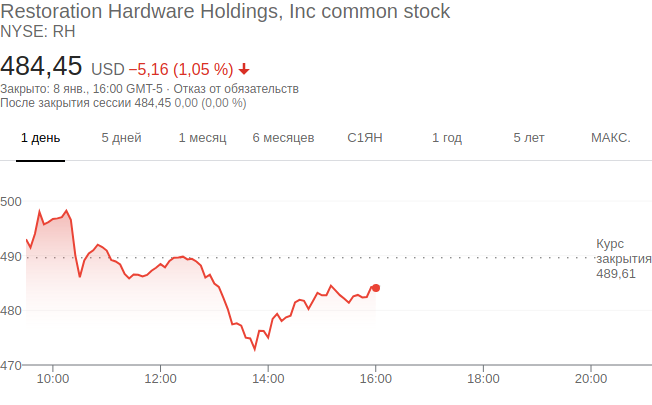 Restoration Hardware Holdings, Inc common stock
NYSE: RH
484,45 USD −5,16 (1,05 %)
Закрыто: 8 янв., 16:00 GMT-5 · Отказ от обязательств
После закрытия сессии 484,45 0,00 (0,00 %)
1 день 5 дней 1 месяц 6 месяцев С1ЯН 1 год 5 лет МАКС.
500
490
480
470
Курс
закрытия
489,61
10:00 12:00 14:00 16:00 18:00 20:00